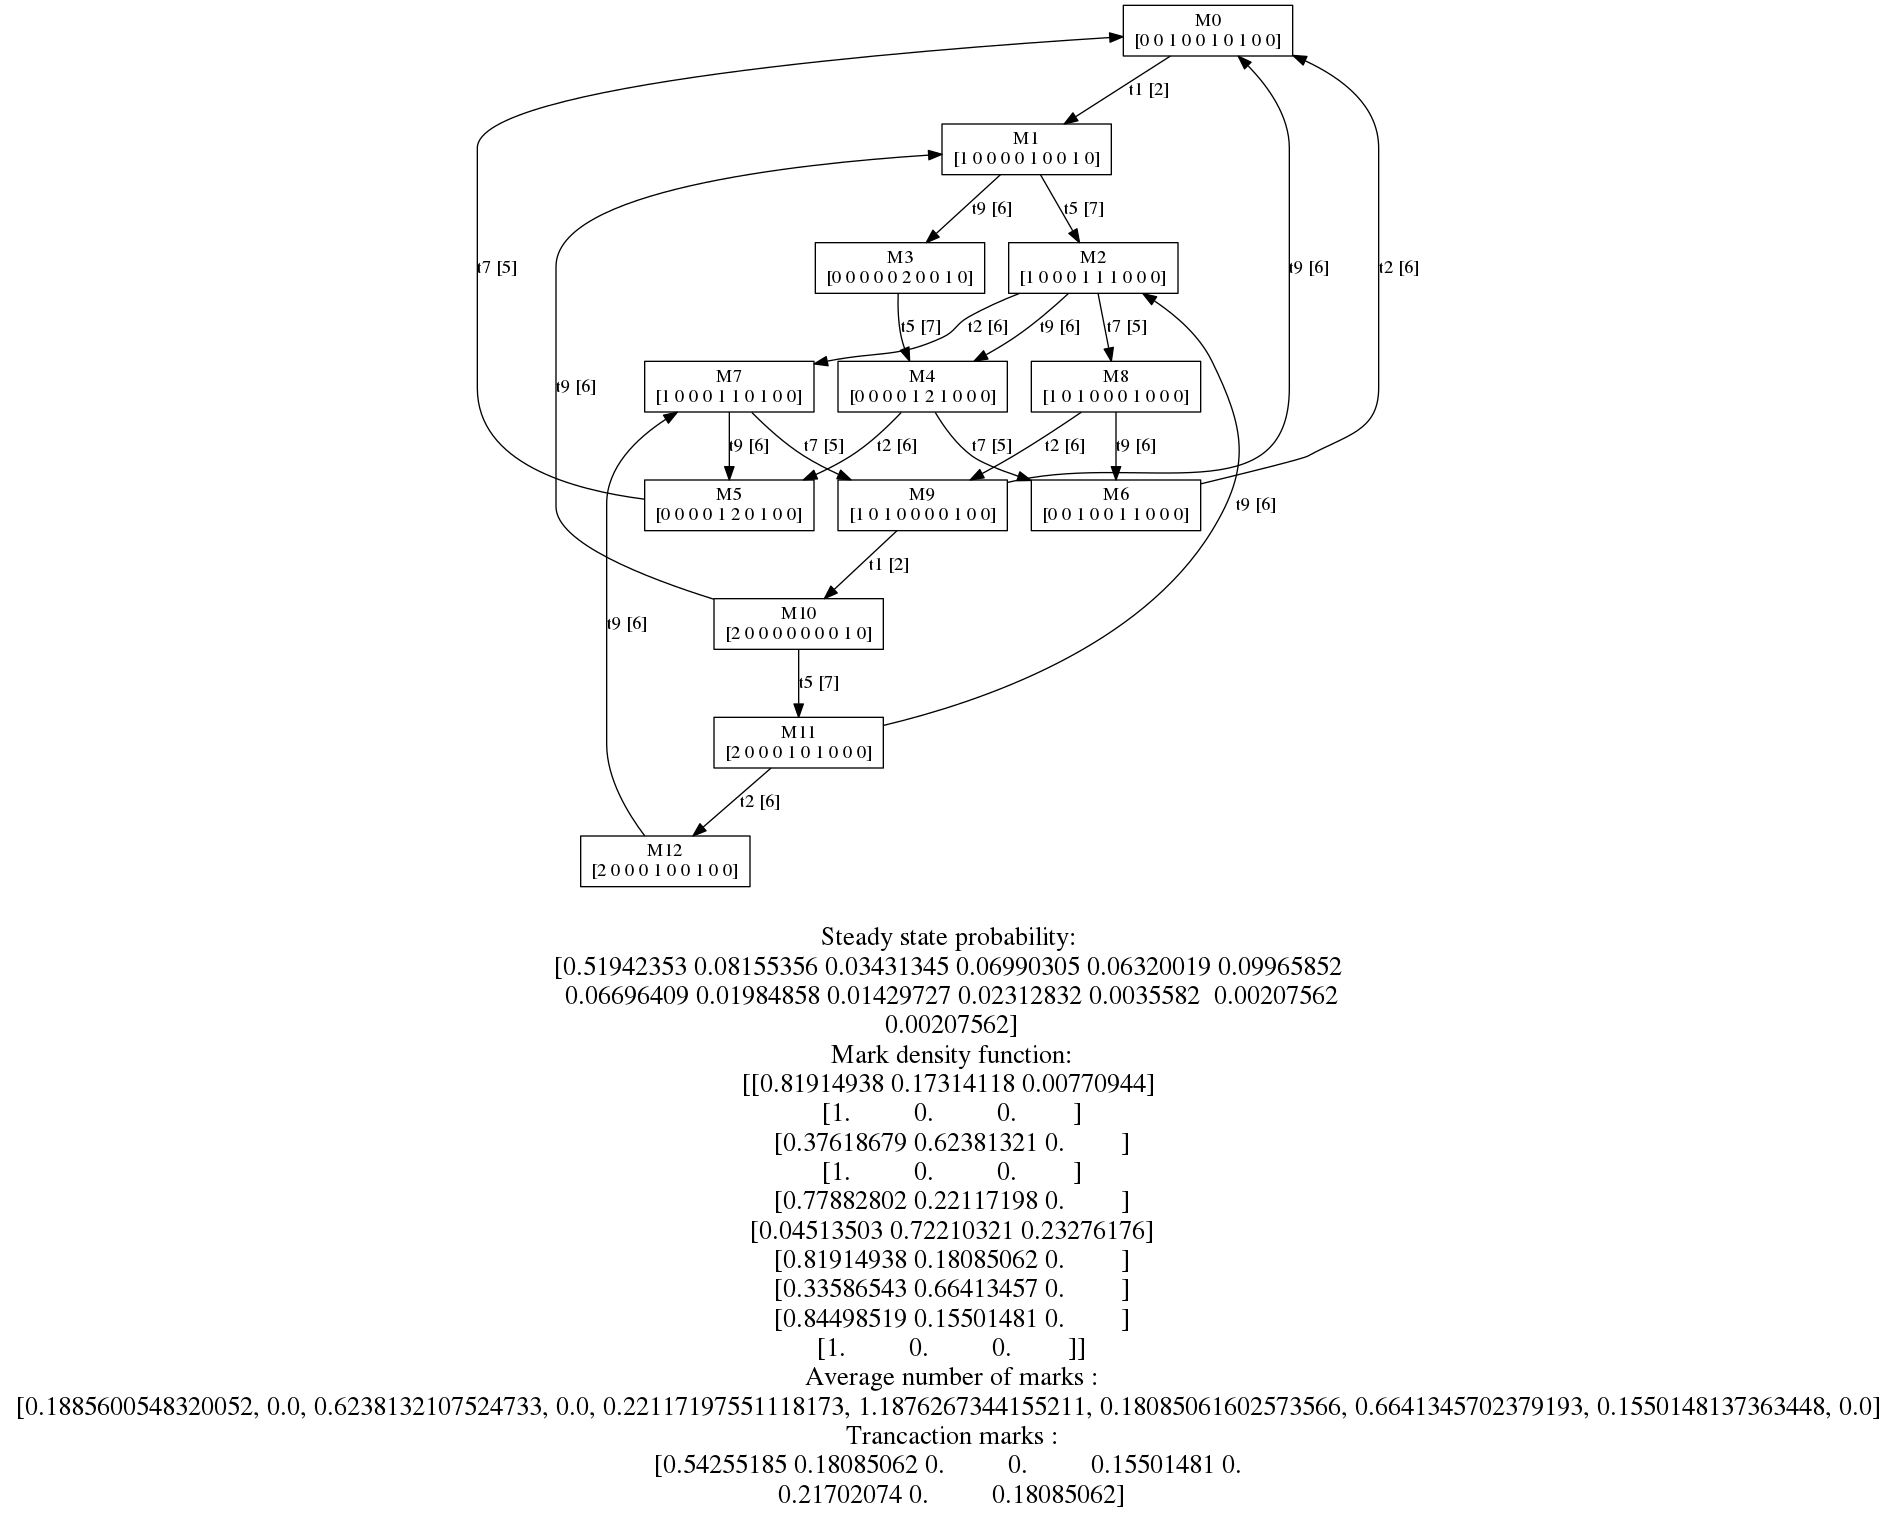 M0
[0 0 1 0 0 1 0 1 0 0]
t1 [2]
M1
[1 0 0 0 0 1 0 0 1 0]
t9 [6]
t5 [7]
M3
[0 0 0 0 0 2 0 0 1 0]
M2
[1 0 0 0 1 1 1 0 0 0]
t7 [5]
t9 [6]
t2 [6]
t5 [7]
t2 [6]
t9 [6]
t7 [5]
M7
[1 0 0 0 1 1 0 1 0 0]
M4
[0 0 0 0 1 2 1 0 0 0]
M8
[1 0 1 0 0 0 1 0 0 0]
t9 [6]
t9 [6]
t7 [5]
t2 [6]
t7 [5]
t2 [6]
t9 [6]
M5
[0 0 0 0 1 2 0 1 0 0]
M9
[1 0 1 0 0 0 0 1 0 0]
M6
[0 0 1 0 0 1 1 0 0 0]
t9 [6]
t1 [2]
M10
[2 0 0 0 0 0 0 0 1 0]
t9 [6]
t5 [7]
M11
[2 0 0 0 1 0 1 0 0 0]
t2 [6]
M12
[2 0 0 0 1 0 0 1 0 0]
Steady state probability:
[0.51942353 0.08155356 0.03431345 0.06990305 0.06320019 0.09965852
0.06696409 0.01984858 0.01429727 0.02312832 0.0035582 0.00207562
0.00207562]
Mark density function:
[[0.81914938 0.17314118 0.00770944]
[1. 0. 0. ]
[0.37618679 0.62381321 0. ]
[1. 0. 0. ]
[0.77882802 0.22117198 0. ]
[0.04513503 0.72210321 0.23276176]
[0.81914938 0.18085062 0. ]
[0.33586543 0.66413457 0. ]
[0.84498519 0.15501481 0. ]
[1. 0. 0. ]]
Average number of marks :
[0.1885600548320052, 0.0, 0.6238132107524733, 0.0, 0.22117197551118173, 1.1876267344155211, 0.18085061602573566, 0.6641345702379193, 0.1550148137363448, 0.0]
Trancaction marks :
[0.54255185 0.18085062 0. 0. 0.15501481 0.
0.21702074 0. 0.18085062]